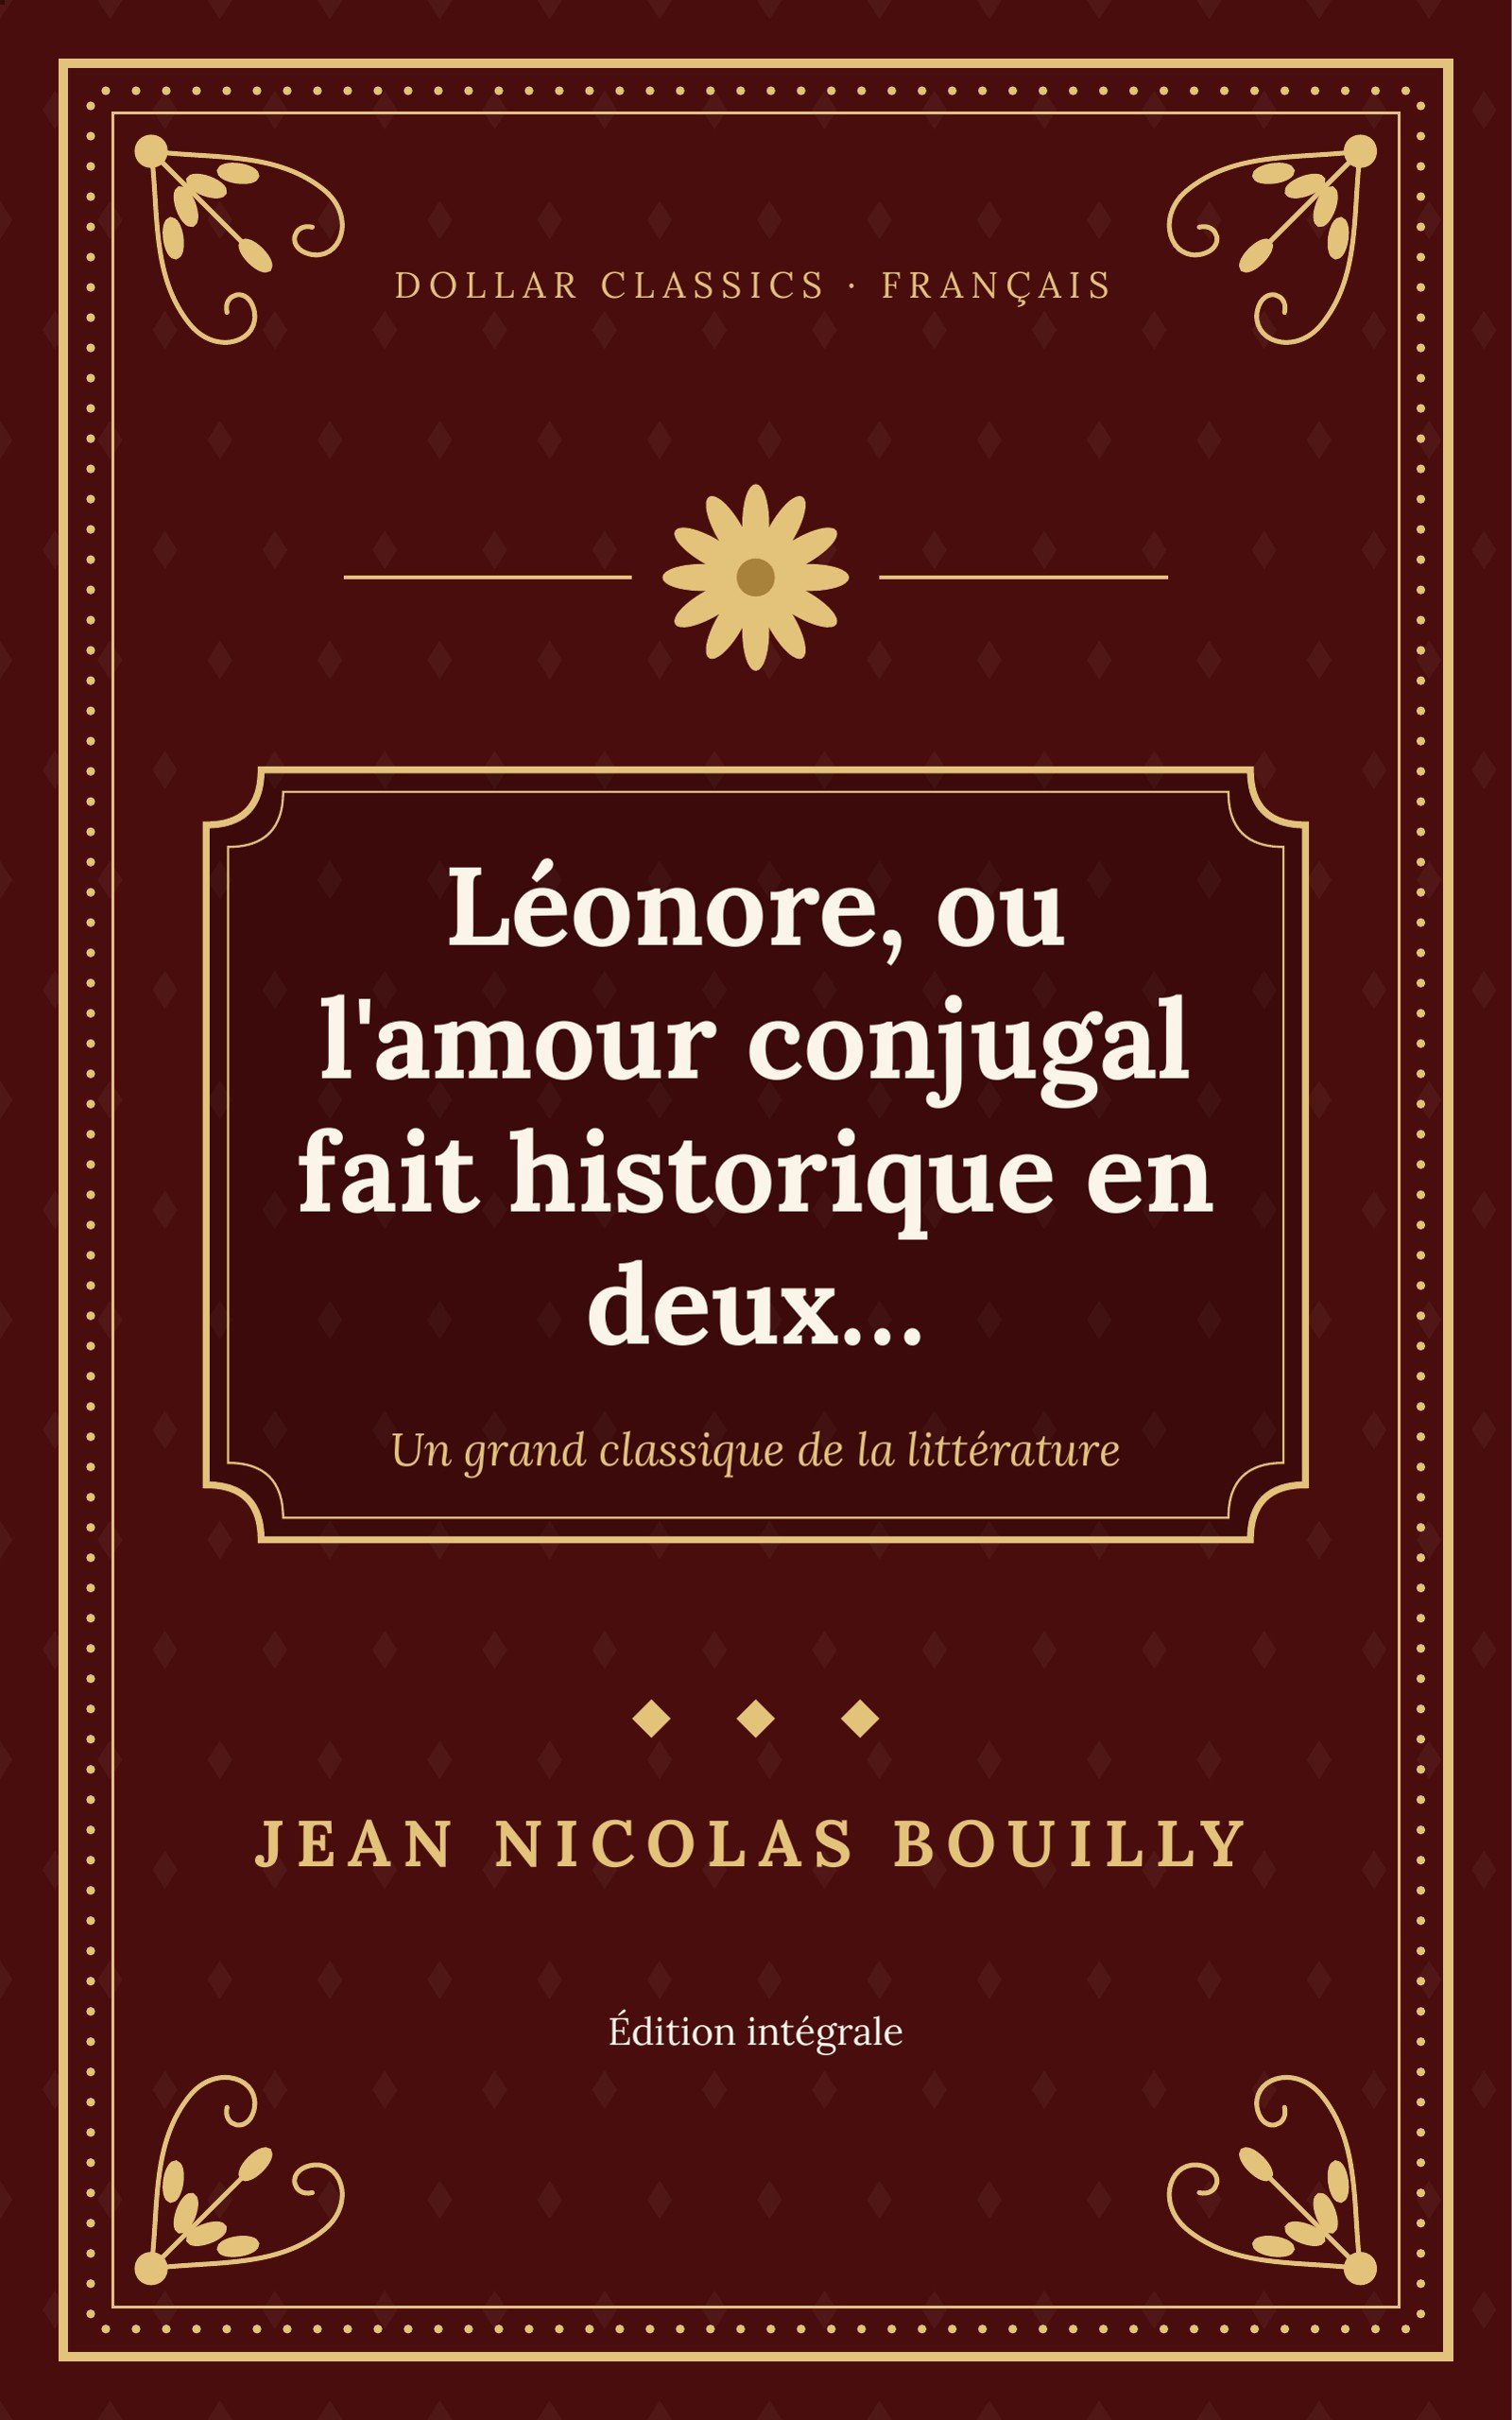 DOLLAR CLASSICS · FRANÇAIS
Léonore, ou
l'amour conjugal
fait historique en
deux...
Un grand classique de la littérature
JEAN NICOLAS BOUILLY
Édition intégrale